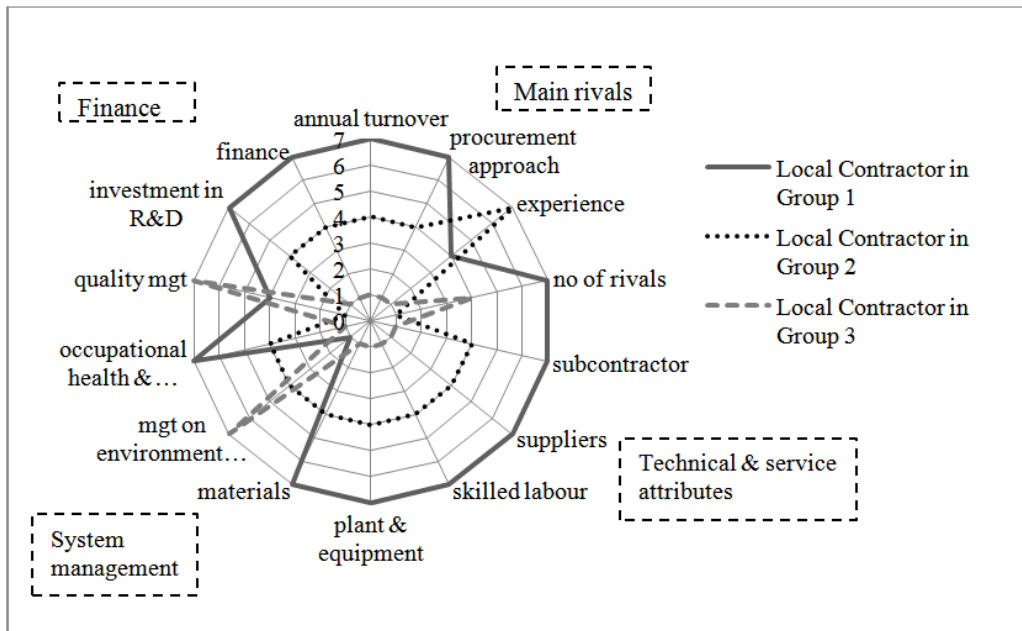 Finance
Main rivals
annual turnover
procurement
approach
experience
no of rivals
subcontractor
suppliers
skilled labour
plant &
equipment
materials
mgt on
environment…
occupational
health & …
quality mgt
investment in
R&D
finance
7
6
5
4
3
2
1
0
Local Contractor in
Group 1
Local Contractor in
Group 2
Local Contractor in
Group 3
Technical & service
attributes
System
management